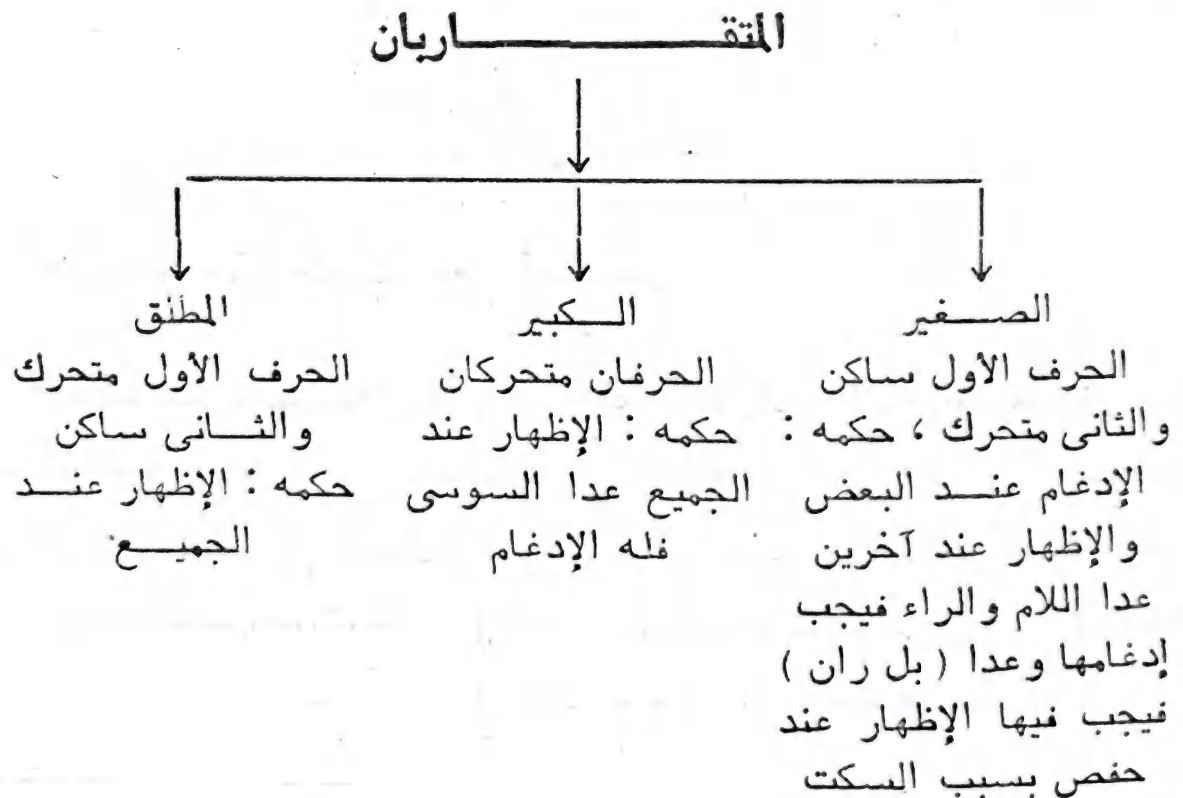 المتقاربان
الصغير
الحرف الأول ساكن
والثانى متحرك ، حكمه :
الإدغام عند البعض
والإظهار عند آخرين
عدا اللام والراء فيجب
إدغامها وعدا ( بل ران )
فيجب فيها الإظهار عند
حفص بسبب السكت
الكبير
الحرفان متحركان
حكمه : الإظهار عند
الجميع عدا السوسى
فله الإدغام
المطلق
الحرف الأول متحرك
والثانى ساكن
حكمه : الإظهار عند
الجميع